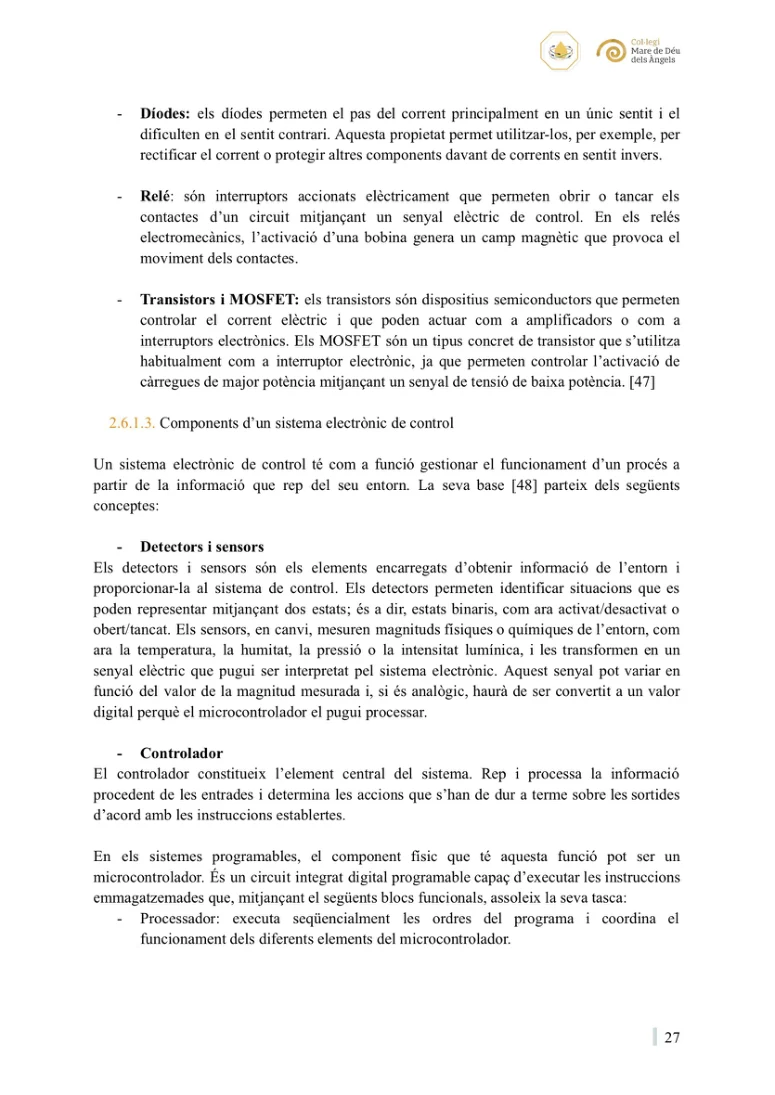 Col·legi
Mare de Déu
dels Àngels
- Díodes: els díodes permeten el pas del corrent principalment en un únic sentit i el
dificulten en el sentit contrari. Aquesta propietat permet utilitzar-los, per exemple, per
rectificar el corrent o protegir altres components davant de corrents en sentit invers.
- Relé: són interruptors accionats elèctricament que permeten obrir o tancar els
contactes d’un circuit mitjançant un senyal elèctric de control. En els relés
electromecànics, l’activació d’una bobina genera un camp magnètic que provoca el
moviment dels contactes.
- Transistors i MOSFET: els transistors són dispositius semiconductors que permeten
controlar el corrent elèctric i que poden actuar com a amplificadors o com a
interruptors electrònics. Els MOSFET són un tipus concret de transistor que s’utilitza
habitualment com a interruptor electrònic, ja que permeten controlar l’activació de
càrregues de major potència mitjançant un senyal de tensió de baixa potència. [47]
2.6.1.3. Components d’un sistema electrònic de control
Un sistema electrònic de control té com a funció gestionar el funcionament d’un procés a
partir de la informació que rep del seu entorn. La seva base [48] parteix dels següents
conceptes:
- Detectors i sensors
Els detectors i sensors són els elements encarregats d’obtenir informació de l’entorn i
proporcionar-la al sistema de control. Els detectors permeten identificar situacions que es
poden representar mitjançant dos estats; és a dir, estats binaris, com ara activat/desactivat o
obert/tancat. Els sensors, en canvi, mesuren magnituds físiques o químiques de l’entorn, com
ara la temperatura, la humitat, la pressió o la intensitat lumínica, i les transformen en un
senyal elèctric que pugui ser interpretat pel sistema electrònic. Aquest senyal pot variar en
funció del valor de la magnitud mesurada i, si és analògic, haurà de ser convertit a un valor
digital perquè el microcontrolador el pugui processar.
- Controlador
El controlador constitueix l’element central del sistema. Rep i processa la informació
procedent de les entrades i determina les accions que s’han de dur a terme sobre les sortides
d’acord amb les instruccions establertes.
En els sistemes programables, el component físic que té aquesta funció pot ser un
microcontrolador. És un circuit integrat digital programable capaç d’executar les instruccions
emmagatzemades que, mitjançant el següents blocs funcionals, assoleix la seva tasca:
- Processador: executa seqüencialment les ordres del programa i coordina el
funcionament dels diferents elements del microcontrolador.
27